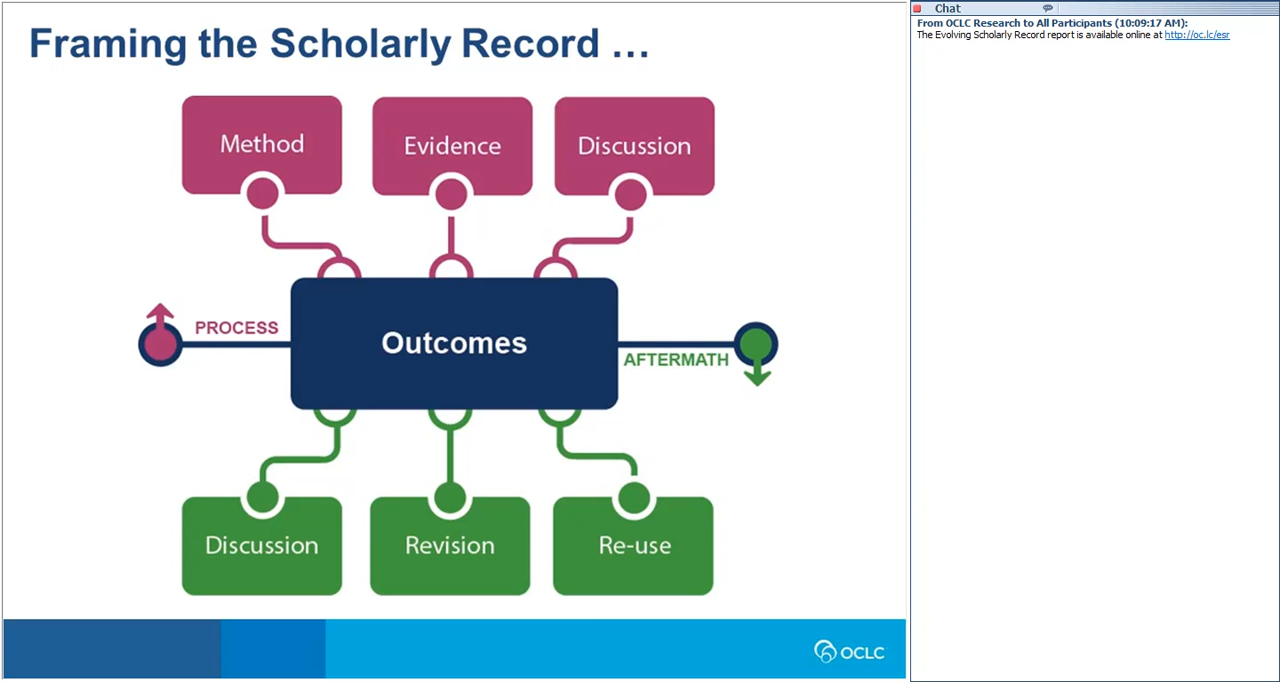 Framing the Scholarly Record …
Method
Evidence
Discussion
PROCESS
Outcomes
AFTERMATH
Discussion
Revision
Re-use
OCLC
Chat
From OCLC Research to All Participants (10:09:17 AM):
The Evolving Scholarly Record report is available online at http://oc.lc/esr